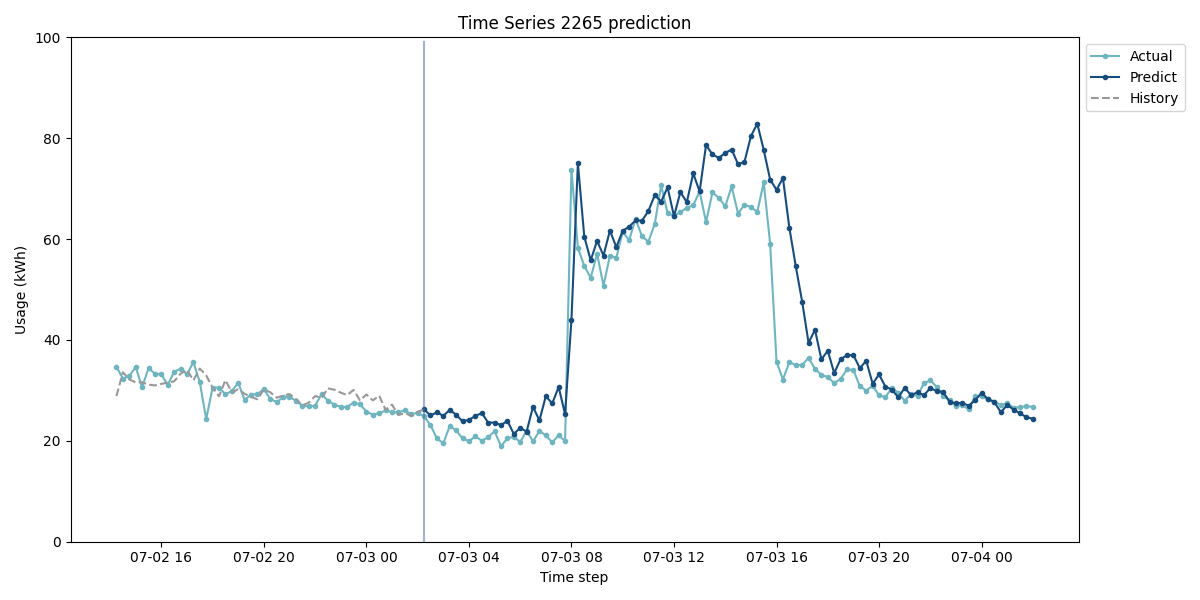 Time Series 2265 prediction
100
80
60
40
20
0
Usage (kWh)
07-02 16
07-02 20
07-03 00
07-03 04
07-03 08
07-03 12
07-03 16
07-03 20
07-04 00
Time step
Actual
Predict
History